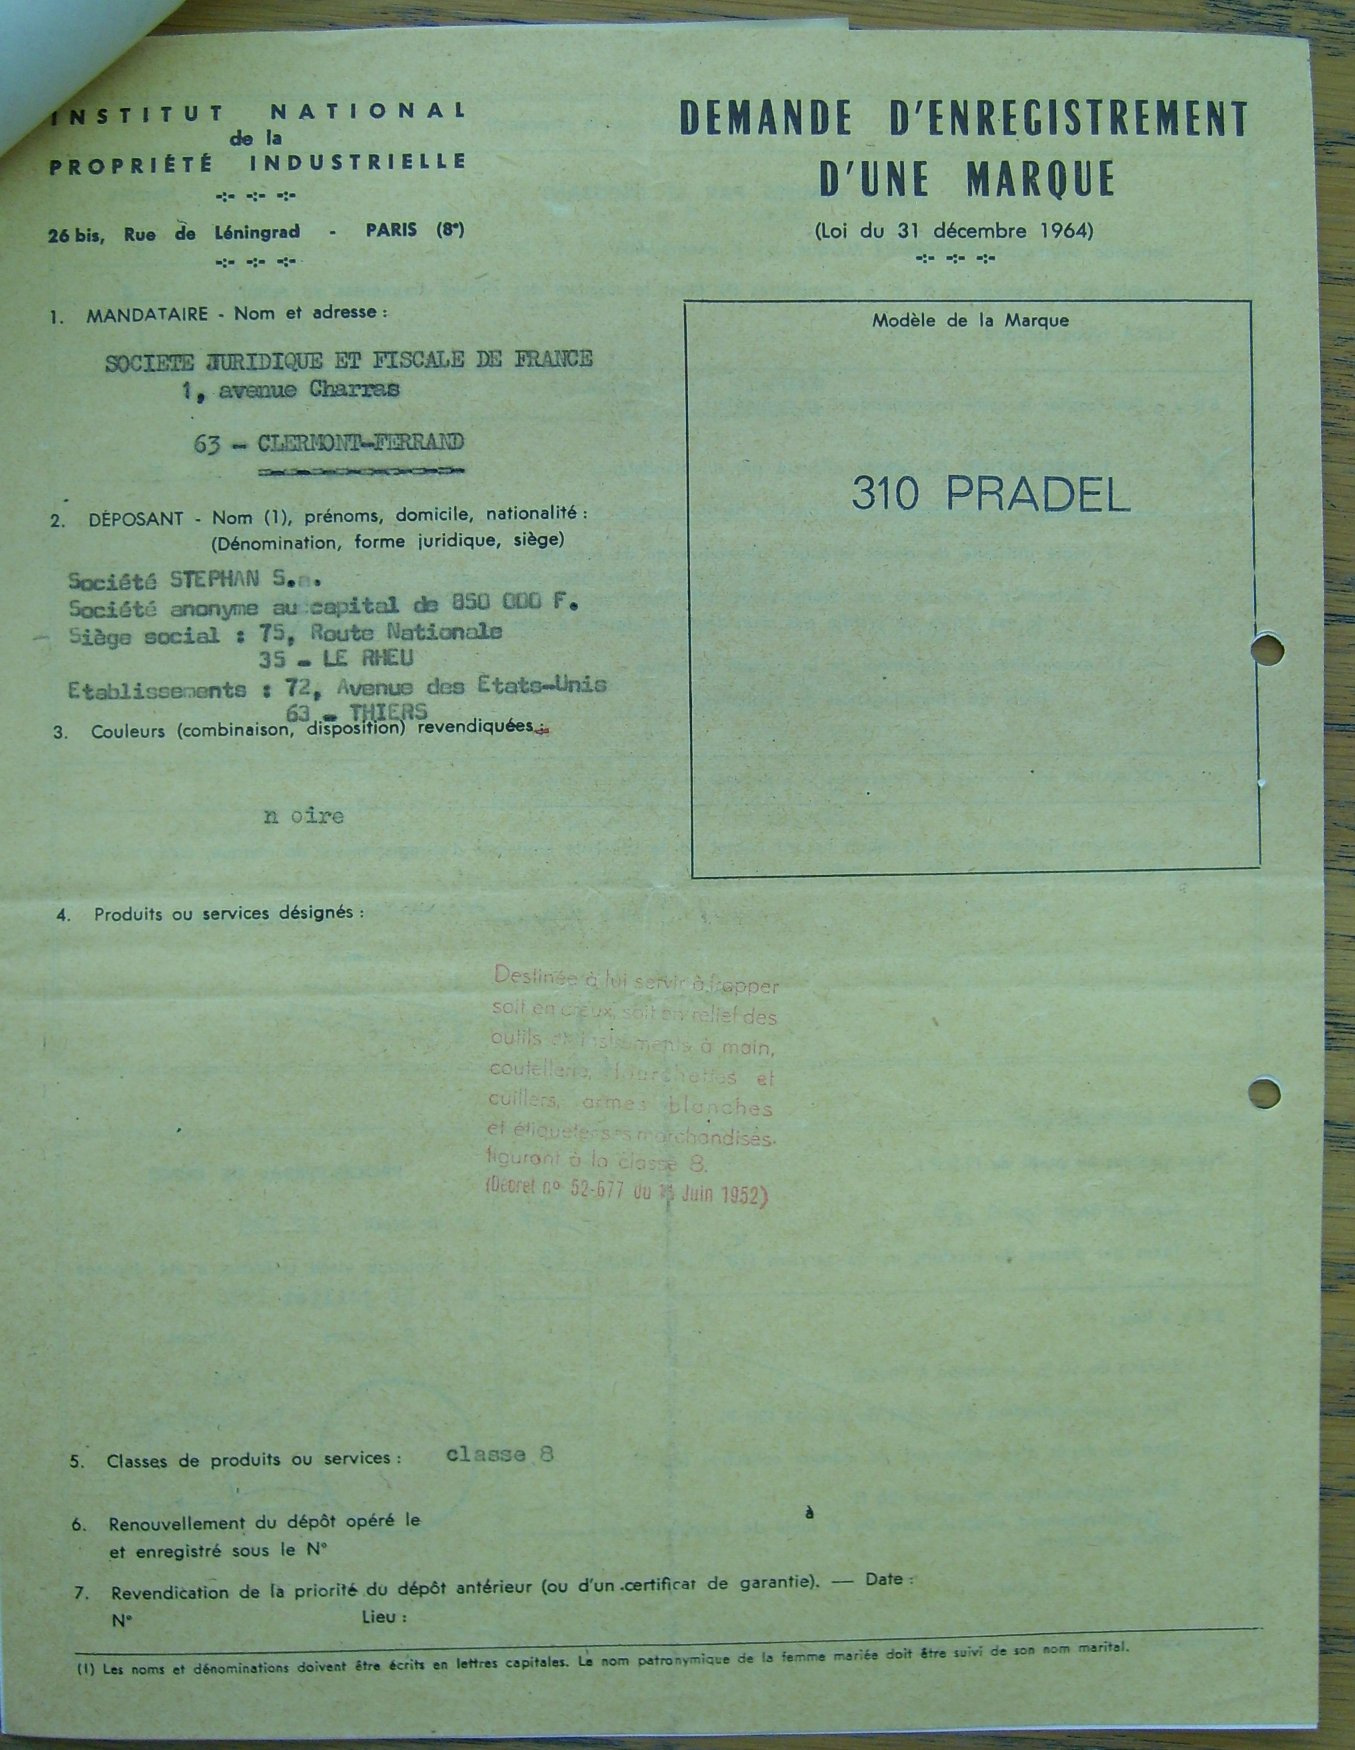 INSTITUT NATIONAL
de la
PROPRIÉTÉ INDUSTRIELLE
26 bis, Rue de Léningrad - PARIS (8e)
DEMANDE D'ENREGISTREMENT
D'UNE MARQUE
(Loi du 31 décembre 1964)
1. MANDATAIRE - Nom et adresse :
SOCIETE JURIDIQUE ET FISCALE DE FRANCE
1, avenue Charras
63 - CLERMONT-FERRAND
2. DÉPOSANT - Nom (1), prénoms, domicile, nationalité :
(Dénomination, forme juridique, siège)
Société STEPHAN S.a.
Société anonyme au capital de 850 000 F.
- Siège social : 75, Route Nationale
35 - LE RHEU
Etablissements : 72, Avenue des Etats-Unis
63 - THIERS
3. Couleurs (combinaison, disposition) revendiquées :
n oire
Modèle de la Marque
310 PRADEL
4. Produits ou services désignés :
Destinée à lui servir à frapper
soit en creux, soit en relief des
outils et instruments à main,
coutellerie, fourchettes et
cuillers, armes blanches
et étiqueter ses marchandises
figurant à la classe 8.
(Décret nº 52-677 du Juin 1952)
5. Classes de produits ou services : classe 8
6. Renouvellement du dépôt opéré le à
et enregistré sous le N°
7. Revendication de la priorité du dépôt antérieur (ou d'un certificat de garantie). — Date :
N° Lieu :
(1) Les noms et dénominations doivent être écrits en lettres capitales. Le nom patronymique de la femme mariée doit être suivi de son nom marital.